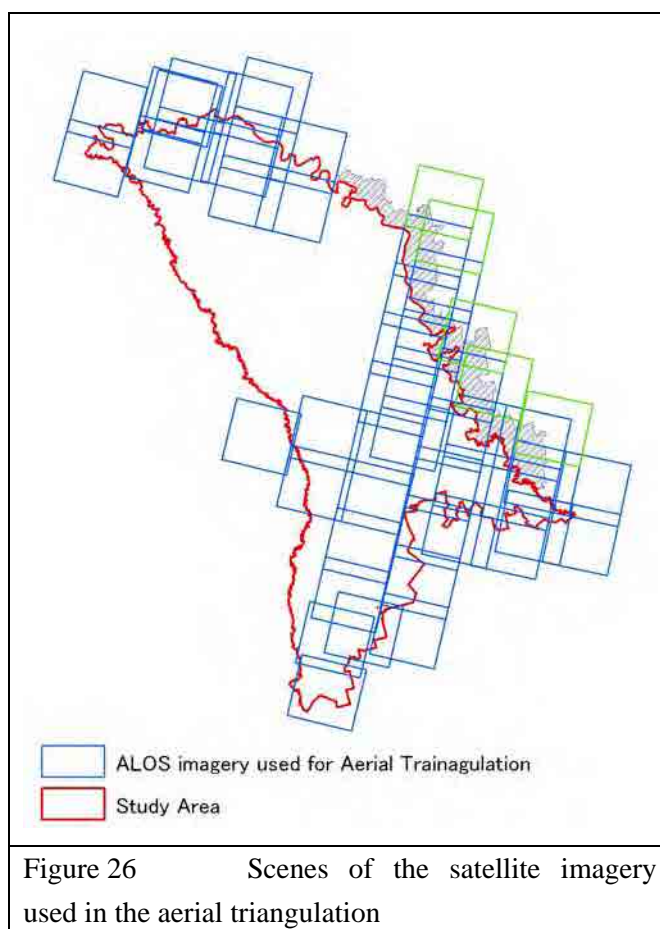 ALOS imagery used for Aerial Trainagulation
Study Area
Figure 26 Scenes of the satellite imagery
used in the aerial triangulation